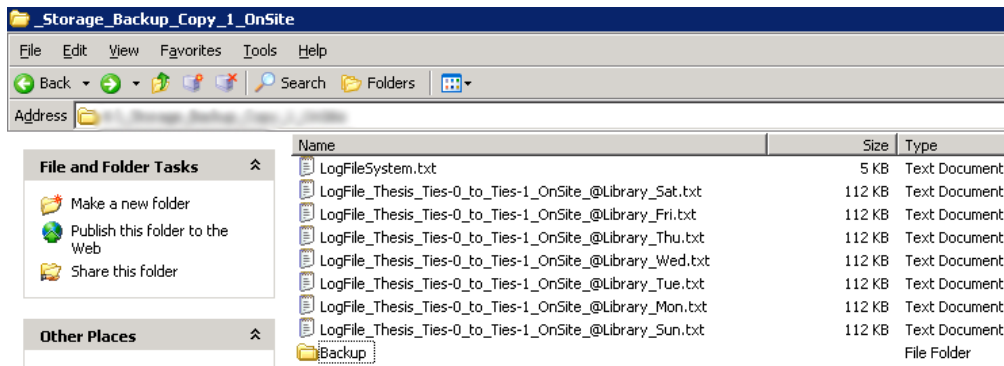 _Storage_Backup_Copy_1_OnSite
File Edit View Favorites Tools Help
Back Search Folders
Address
File and Folder Tasks
Make a new folder
Publish this folder to the
Web
Share this folder
Other Places
Name Size Type
LogFileSystem.txt 5 KB Text Document
LogFile_Thesis_Ties-0_to_Ties-1_OnSite_@Library_Sat.txt 112 KB Text Document
LogFile_Thesis_Ties-0_to_Ties-1_OnSite_@Library_Fri.txt 112 KB Text Document
LogFile_Thesis_Ties-0_to_Ties-1_OnSite_@Library_Thu.txt 112 KB Text Document
LogFile_Thesis_Ties-0_to_Ties-1_OnSite_@Library_Wed.txt 112 KB Text Document
LogFile_Thesis_Ties-0_to_Ties-1_OnSite_@Library_Tue.txt 112 KB Text Document
LogFile_Thesis_Ties-0_to_Ties-1_OnSite_@Library_Mon.txt 112 KB Text Document
LogFile_Thesis_Ties-0_to_Ties-1_OnSite_@Library_Sun.txt 112 KB Text Document
Backup File Folder